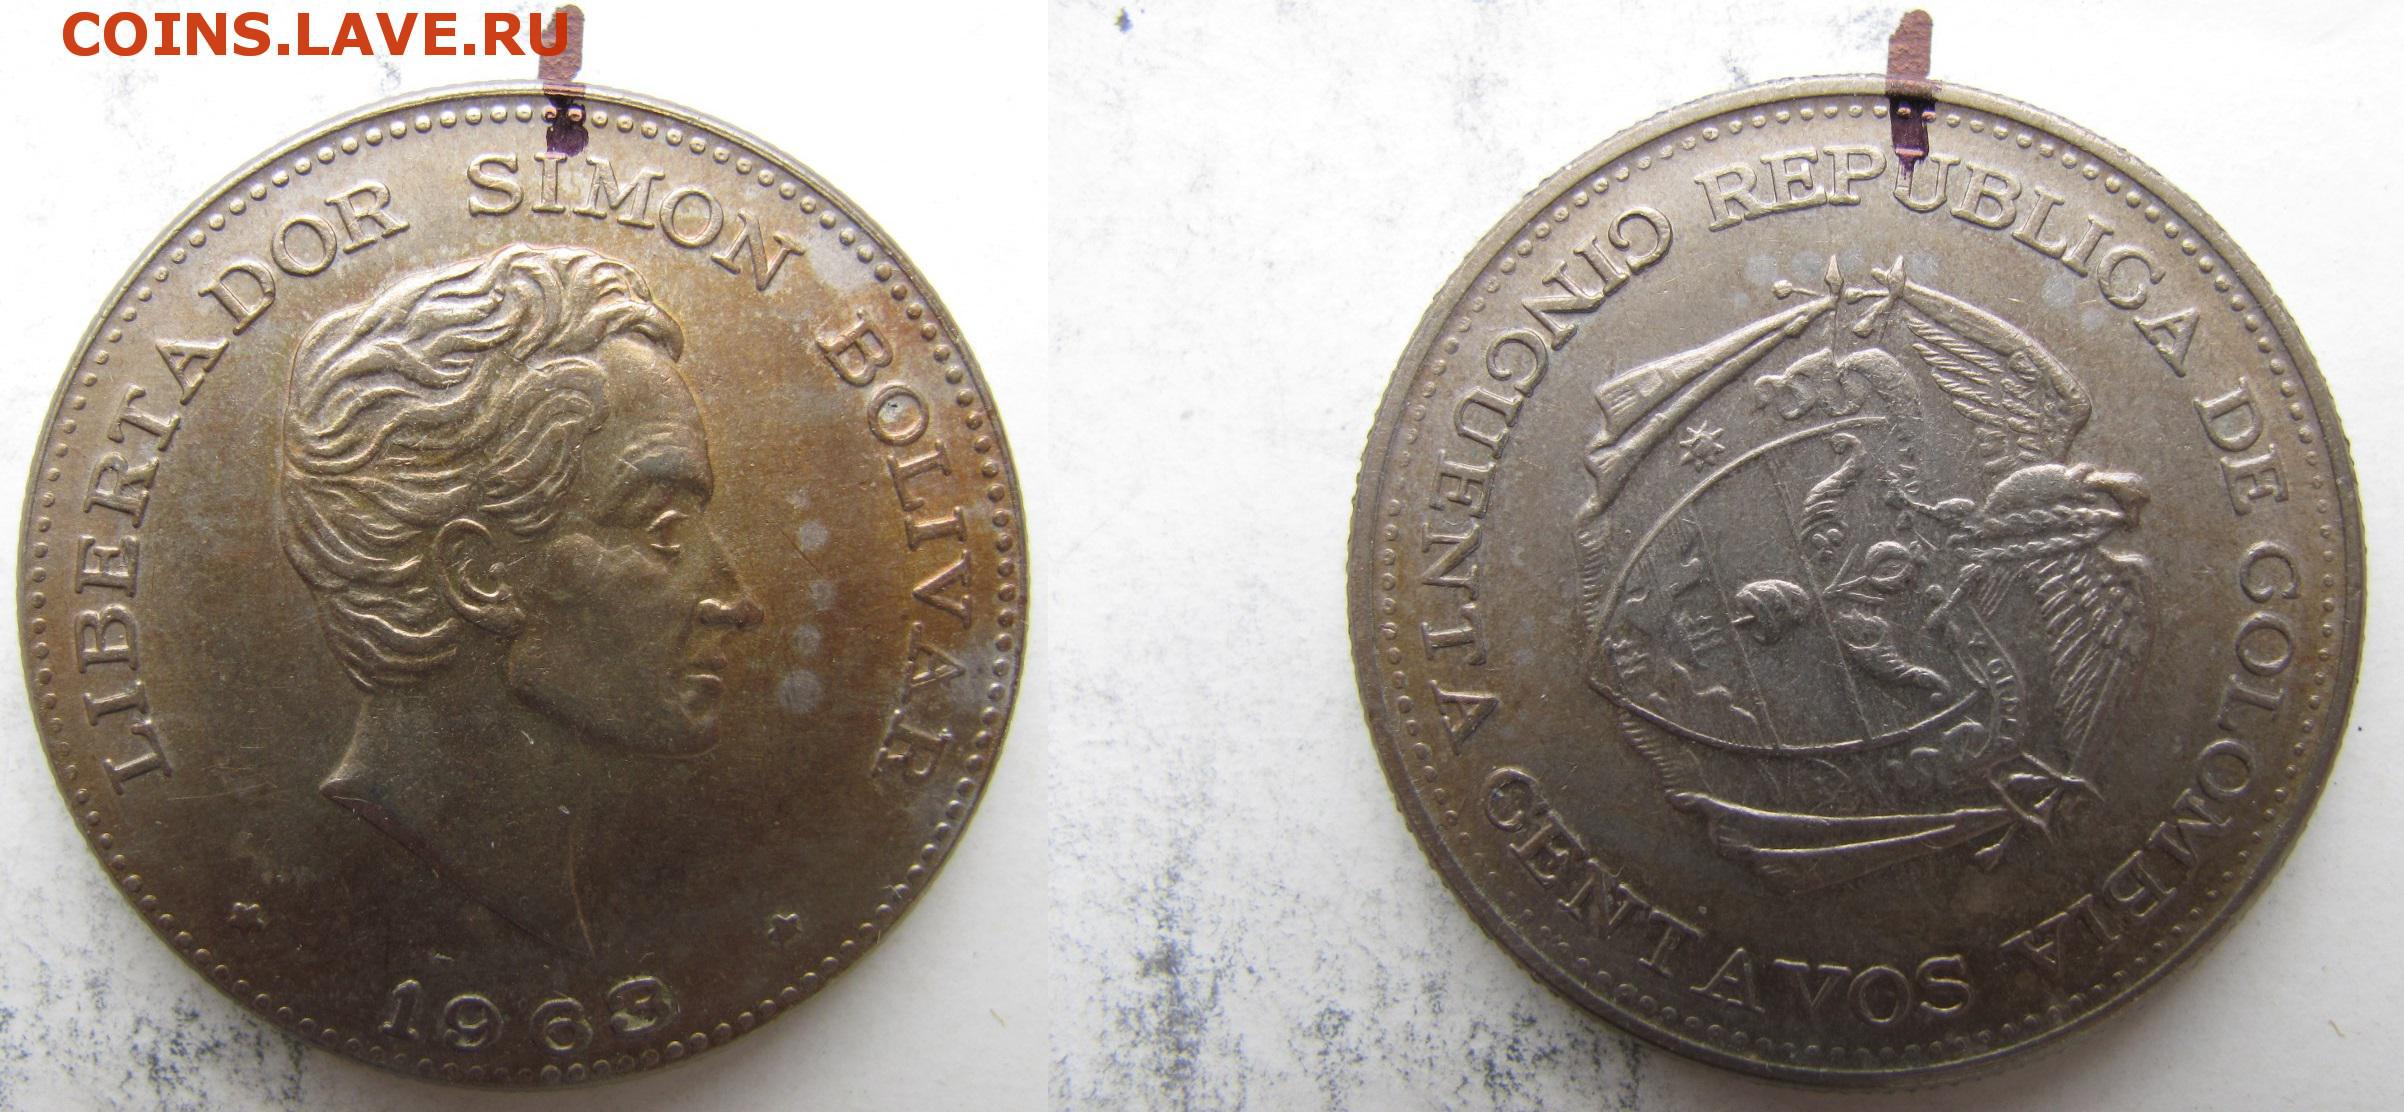 COINS.LAVE.RU
LIBERTADOR SIMON BOLIVAR
1963
REPUBLICA DE COLOMBIA
CINCUENTA CENTAVOS